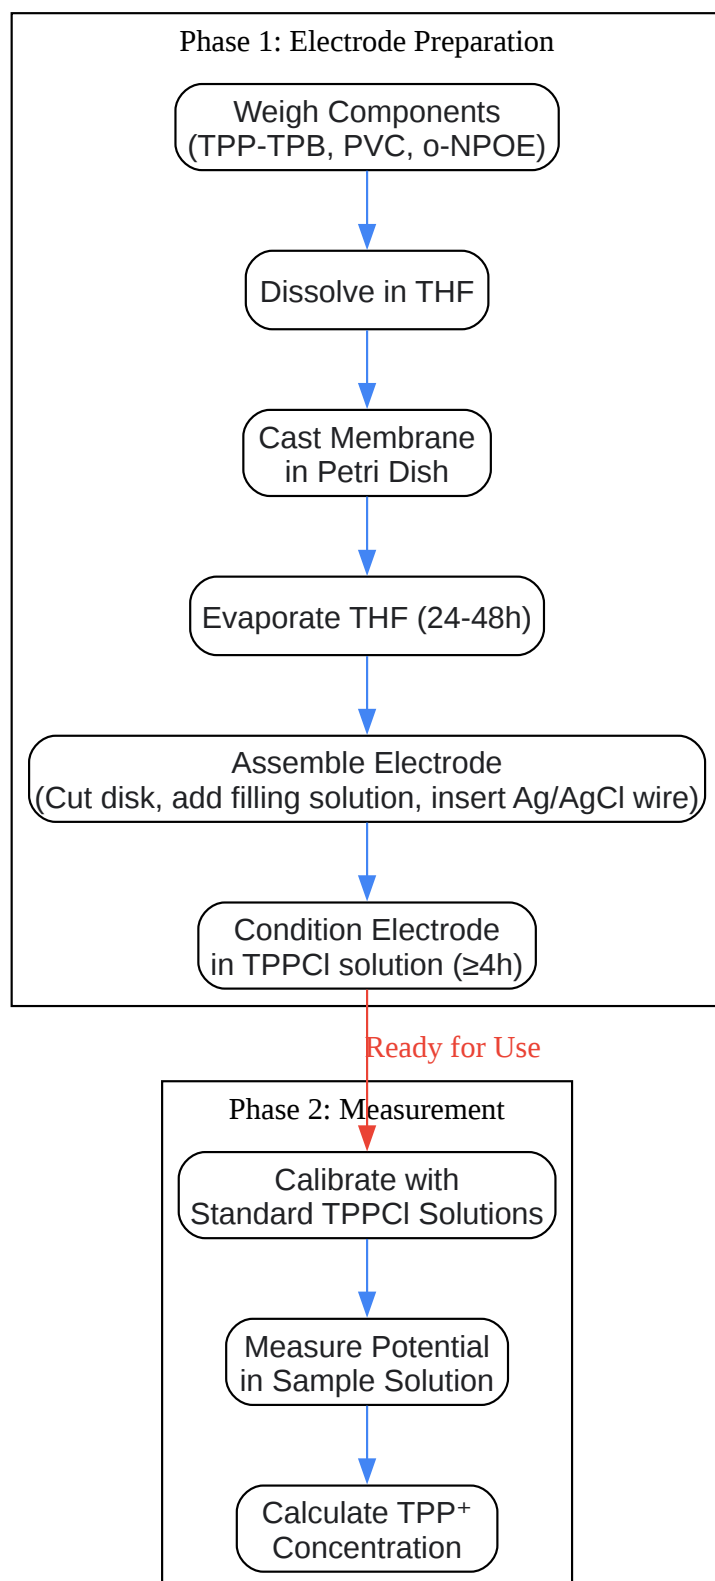 Phase 1: Electrode Preparation
Weigh Components
(TPP-TPB, PVC, o-NPOE)
Dissolve in THF
Cast Membrane
in Petri Dish
Evaporate THF (24-48h)
Assemble Electrode
(Cut disk, add filling solution, insert Ag/AgCl wire)
Condition Electrode
in TPPCl solution (≥4h)
Ready for Use
Phase 2: Measurement
Calibrate with
Standard TPPCl Solutions
Measure Potential
in Sample Solution
Calculate TPP⁺
Concentration